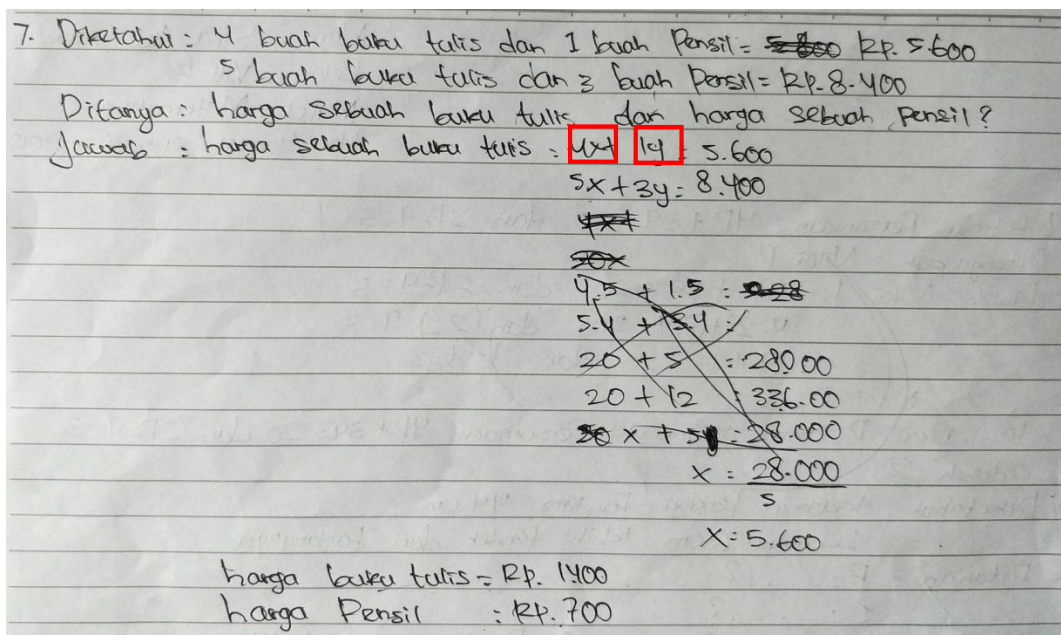 7. Diketahui: 4 buah buku tulis dan 1 buah Pensil = Rp. 5.600
5 buah buku tulis dan 3 buah Pensil = Rp. 8.400
Ditanya: harga sebuah buku tulis dan harga sebuah pensil?
Jawab : harga sebuah buku tulis = 4x+ 1y = 5.600
5x + 3y = 8.400
4x+
20x
4.5 + 1.5 =
5.4 + 3.4 =
20 + 5 = 280.00
20 + 12 = 336.00
x + 5 = 28.000
x = 28.000
5
x = 5.600
harga buku tulis = Rp. 1400
harga Pensil : Rp. 700